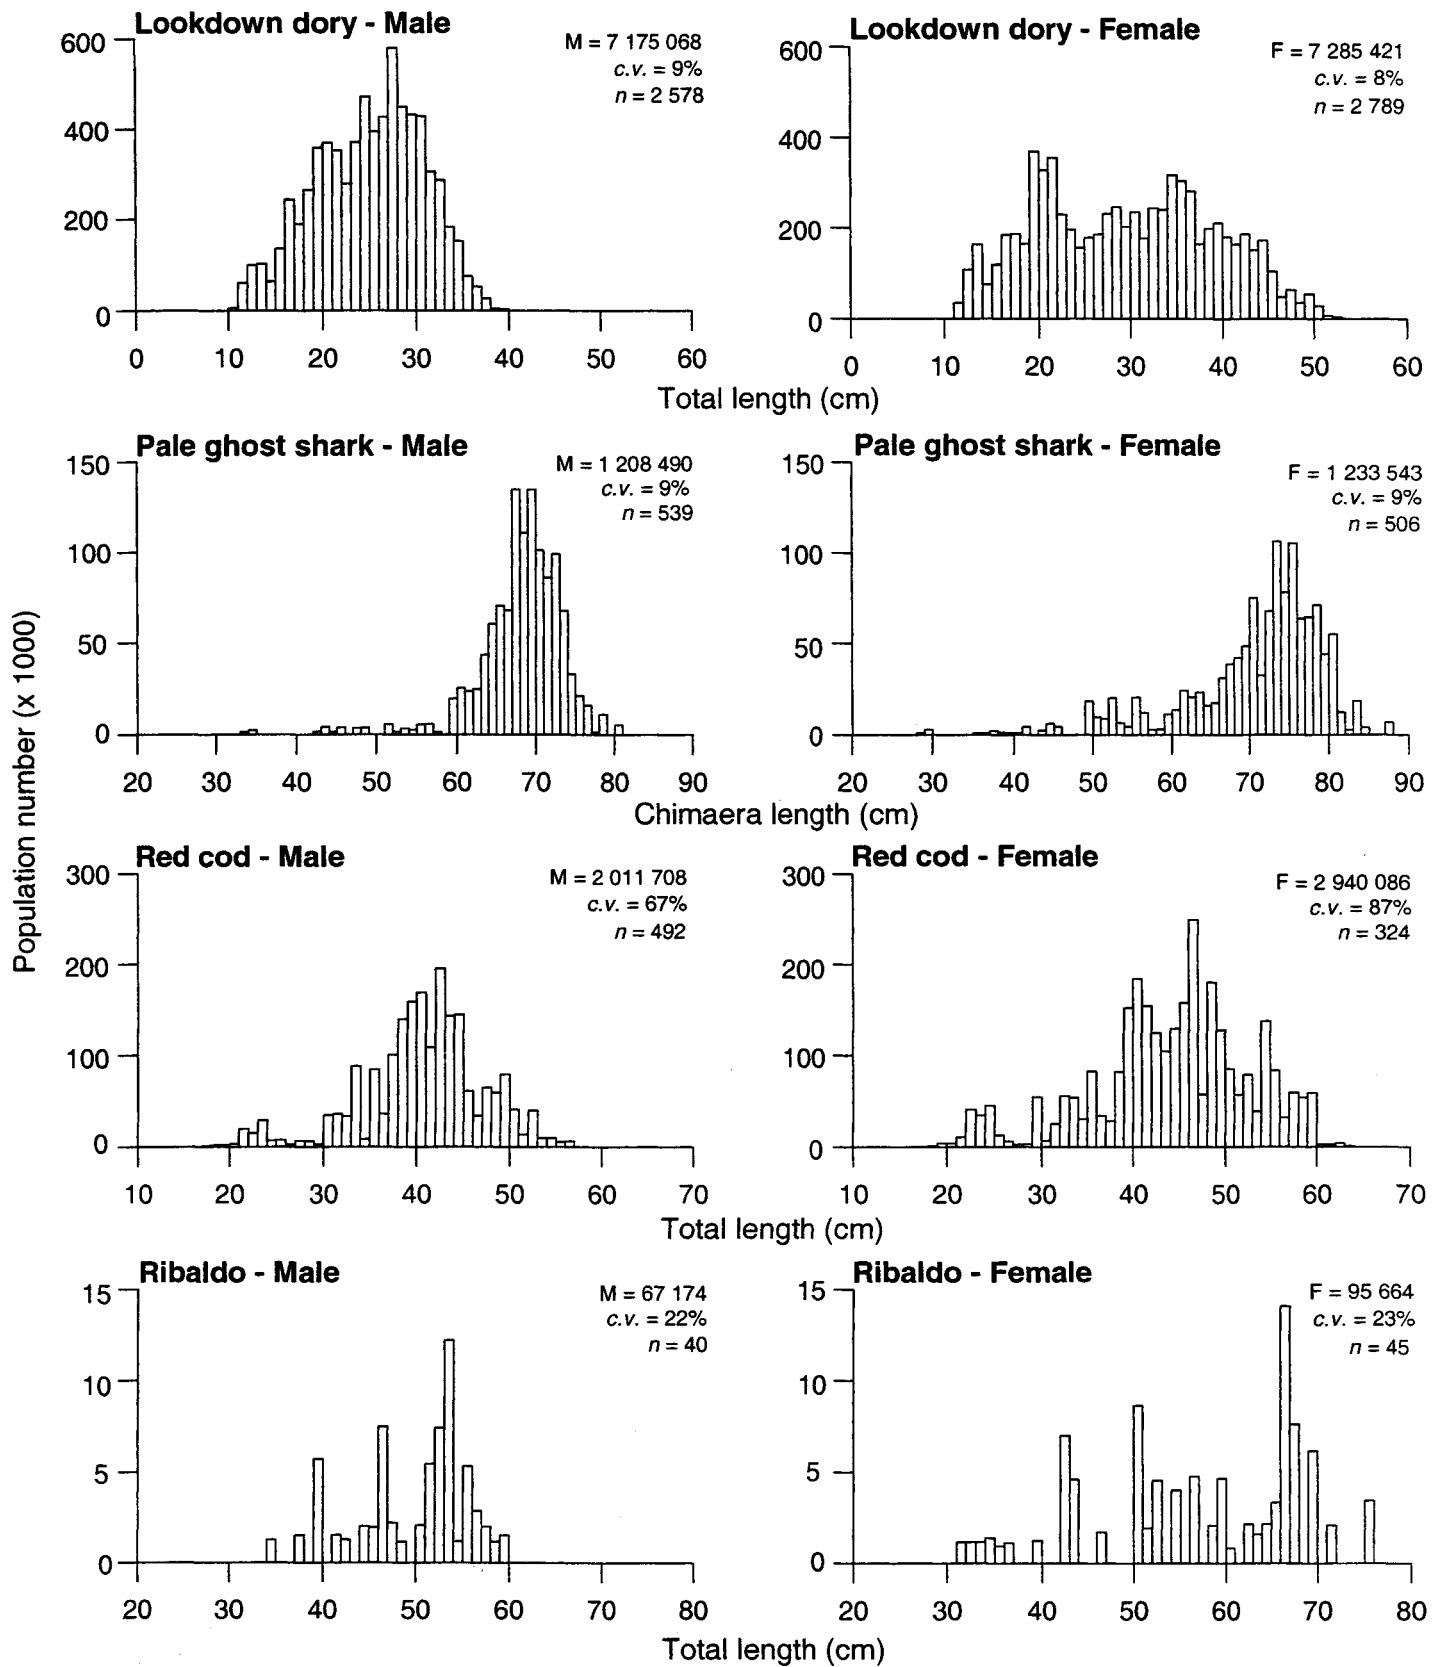 Lookdown dory - Male
M = 7 175 068
c.v. = 9%
n = 2 578
600
400
200
0
0 10 20 30 40 50 60
Lookdown dory - Female
F = 7 285 421
c.v. = 8%
n = 2 789
600
400
200
0
0 10 20 30 40 50 60
Total length (cm)
Pale ghost shark - Male
M = 1 208 490
c.v. = 9%
n = 539
150
100
50
0
20 30 40 50 60 70 80 90
Pale ghost shark - Female
F = 1 233 543
c.v. = 9%
n = 506
150
100
50
0
20 30 40 50 60 70 80 90
Chimaera length (cm)
Population number (x 1000)
Red cod - Male
M = 2 011 708
c.v. = 67%
n = 492
300
200
100
0
10 20 30 40 50 60 70
Red cod - Female
F = 2 940 086
c.v. = 87%
n = 324
300
200
100
0
10 20 30 40 50 60 70
Total length (cm)
Ribaldo - Male
M = 67 174
c.v. = 22%
n = 40
15
10
5
0
20 30 40 50 60 70 80
Ribaldo - Female
F = 95 664
c.v. = 23%
n = 45
15
10
5
0
20 30 40 50 60 70 80
Total length (cm)